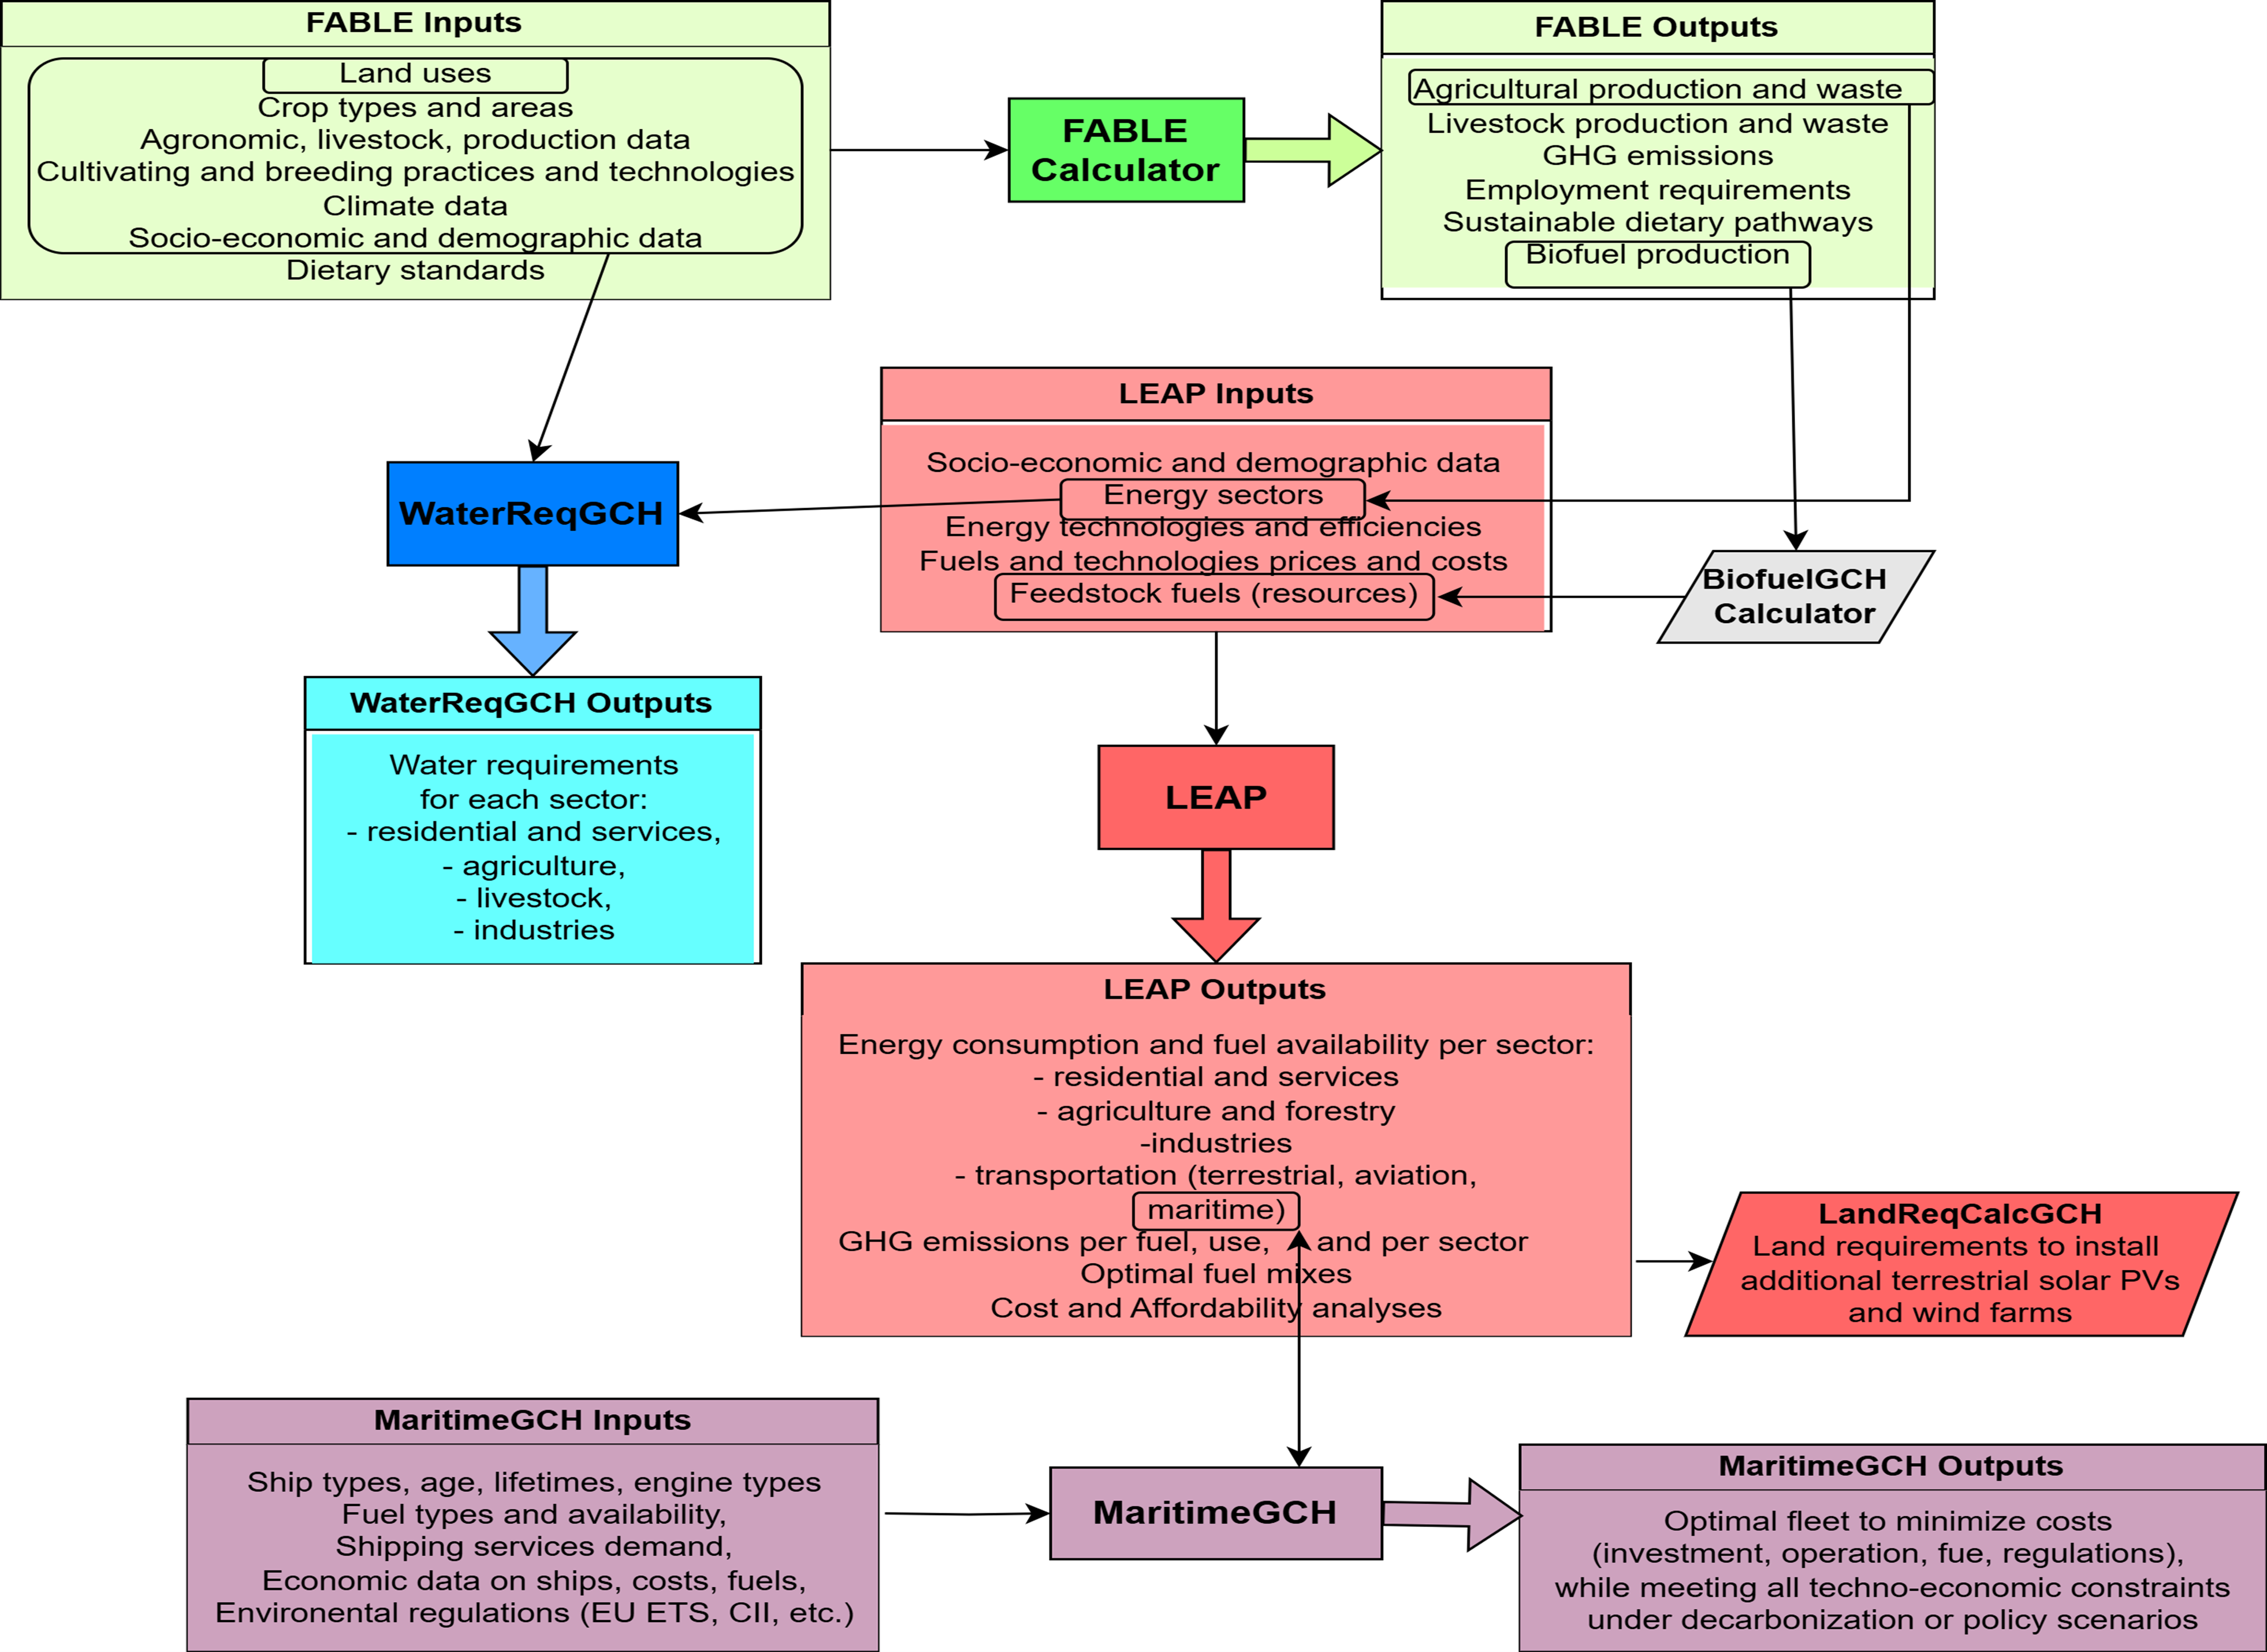 FABLE Inputs
Land uses
Crop types and areas
Agronomic, livestock, production data
Cultivating and breeding practices and technologies
Climate data
Socio-economic and demographic data
Dietary standards
FABLE
Calculator
FABLE Outputs
Agricultural production and waste
Livestock production and waste
GHG emissions
Employment requirements
Sustainable dietary pathways
Biofuel production
LEAP Inputs
Socio-economic and demographic data
Energy sectors
Energy technologies and efficiencies
Fuels and technologies prices and costs
Feedstock fuels (resources)
WaterReqGCH
BiofuelGCH
Calculator
WaterReqGCH Outputs
Water requirements
for each sector:
- residential and services,
- agriculture,
- livestock,
- industries
LEAP
LEAP Outputs
Energy consumption and fuel availability per sector:
- residential and services
- agriculture and forestry
-industries
- transportation (terrestrial, aviation,
maritime)
GHG emissions per fuel, use, and per sector
Optimal fuel mixes
Cost and Affordability analyses
LandReqCalcGCH
Land requirements to install
additional terrestrial solar PVs
and wind farms
MaritimeGCH Inputs
Ship types, age, lifetimes, engine types
Fuel types and availability,
Shipping services demand,
Economic data on ships, costs, fuels,
Environental regulations (EU ETS, CII, etc.)
MaritimeGCH
MaritimeGCH Outputs
Optimal fleet to minimize costs
(investment, operation, fue, regulations),
while meeting all techno-economic constraints
under decarbonization or policy scenarios